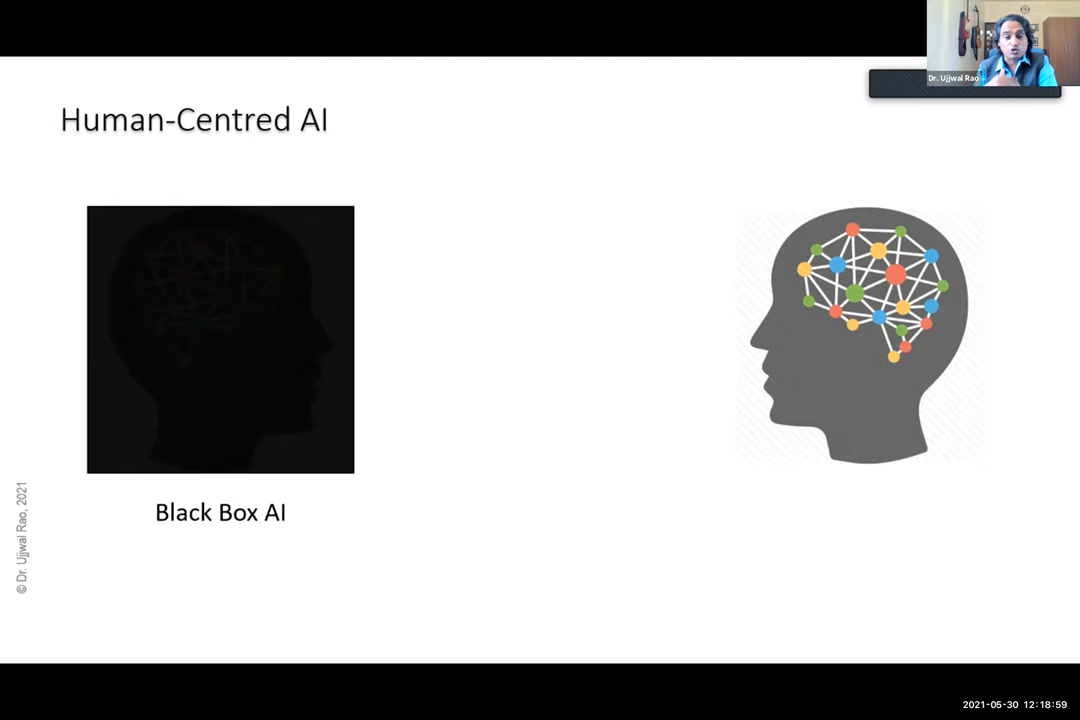 Dr. Ujjwal Rao
Human-Centred AI
Black Box AI
© Dr. Ujjwal Rao, 2021
2021-05-30 12:18:59